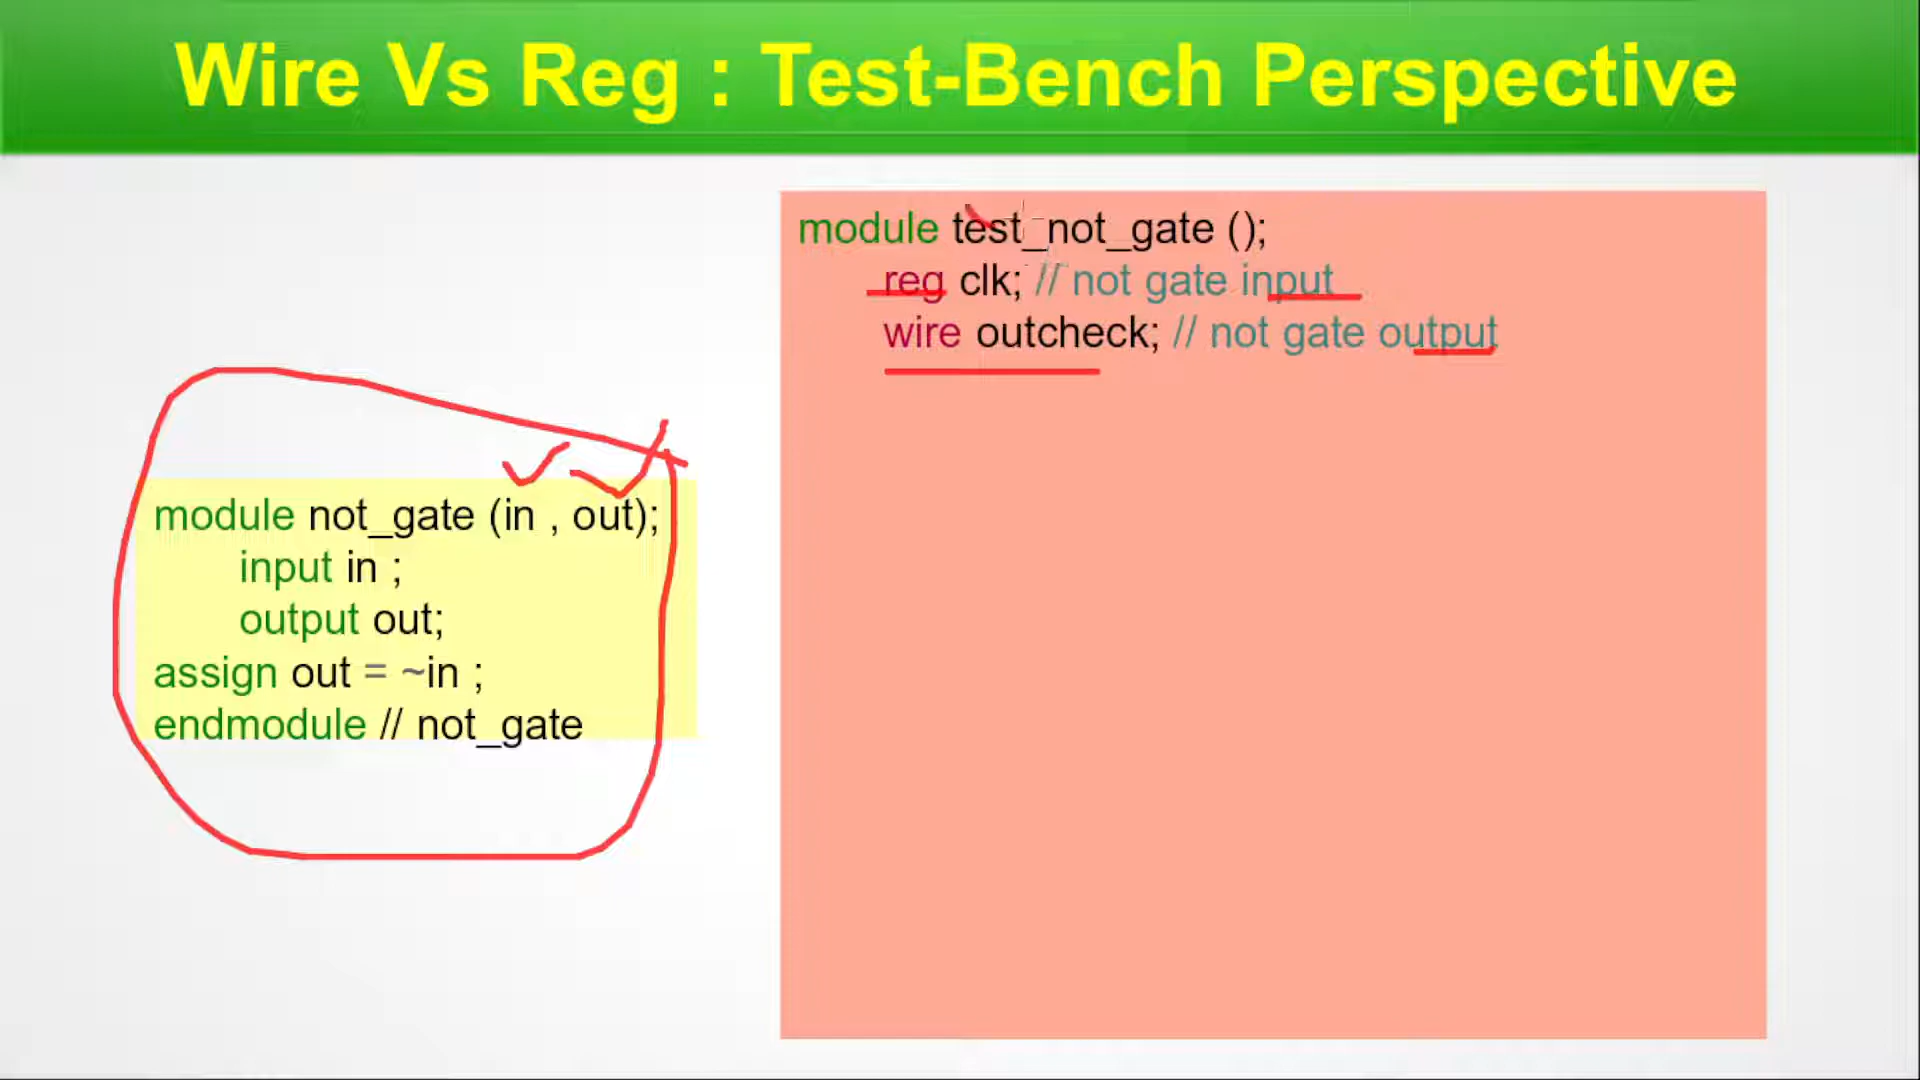 Wire Vs Reg : Test-Bench Perspective
module not_gate (in , out);
input in ;
output out;
assign out = ~in ;
endmodule // not_gate
module test_not_gate ();
reg clk; // not gate input
wire outcheck; // not gate output